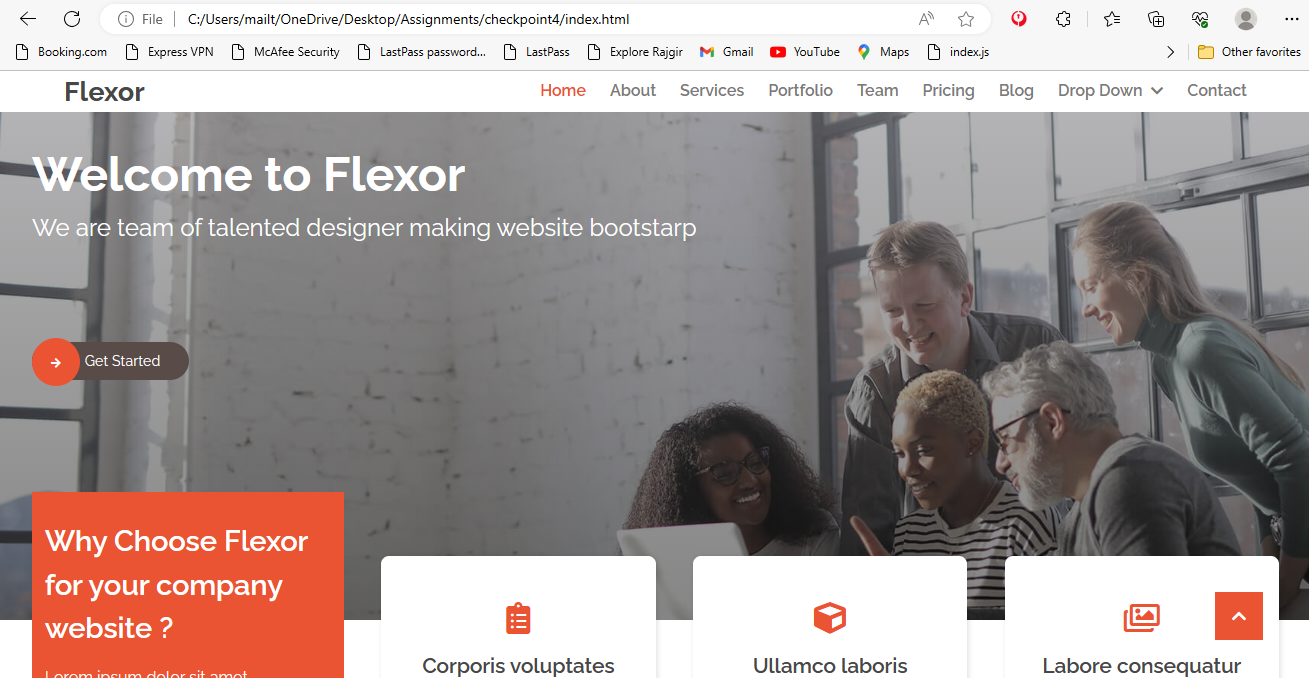 File C:/Users/mailt/OneDrive/Desktop/Assignments/checkpoint4/index.html
Booking.com Express VPN McAfee Security LastPass password... LastPass Explore Rajgir Gmail YouTube Maps index.js Other favorites
Flexor Home About Services Portfolio Team Pricing Blog Drop Down Contact
Welcome to Flexor
We are team of talented designer making website bootstarp
Get Started
Why Choose Flexor
for your company
website ?
Lorem ipsum dolor sit amet
Corporis voluptates Ullamco laboris Labore consequatur